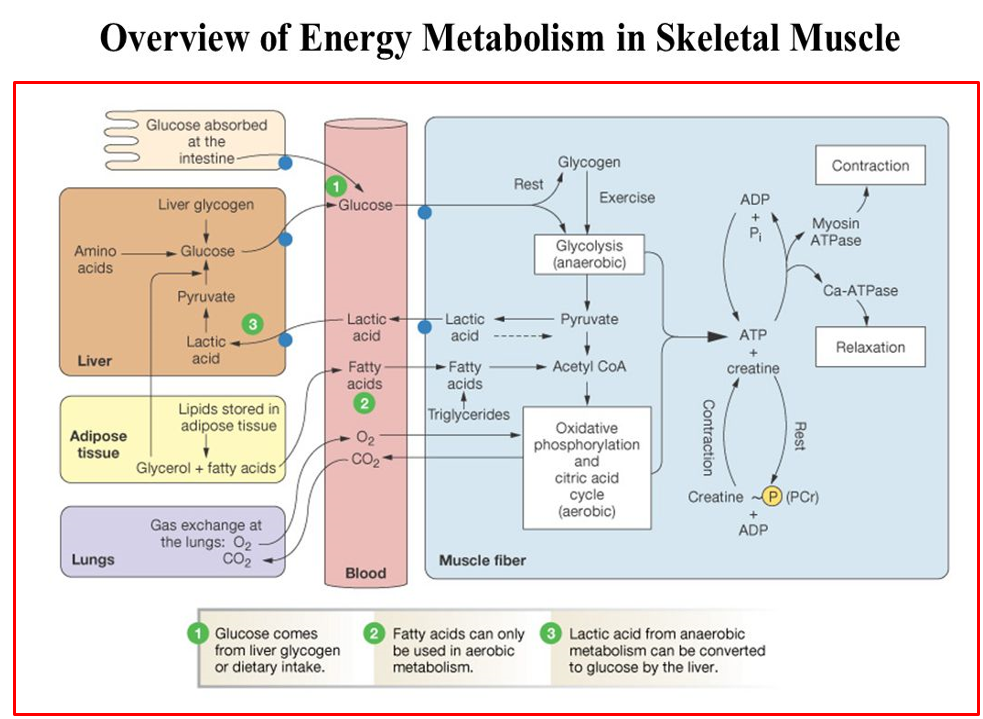 Overview of Energy Metabolism in Skeletal Muscle
Glucose absorbed
at the
intestine
Liver glycogen
Amino
acids
Glucose
Pyruvate
Lactic
acid
3
Liver
Lipids stored in
adipose tissue
Adipose
tissue
Glycerol + fatty acids
Gas exchange at
the lungs: O2
CO2
Lungs
1
Glucose
Lactic
acid
Fatty
acids
2
O2
CO2
Blood
Glycogen
Rest
Exercise
Glycolysis
(anaerobic)
Lactic
acid
Pyruvate
Fatty
acids
Acetyl CoA
Triglycerides
Oxidative
phosphorylation
and
citric acid
cycle
(aerobic)
Muscle fiber
ADP
+
Pi
Myosin
ATPase
Contraction
Ca-ATPase
Relaxation
ATP
+
creatine
Contraction
Rest
Creatine ~ P (PCr)
+
ADP
1 Glucose comes
from liver glycogen
or dietary intake.
2 Fatty acids can only
be used in aerobic
metabolism.
3 Lactic acid from anaerobic
metabolism can be converted
to glucose by the liver.